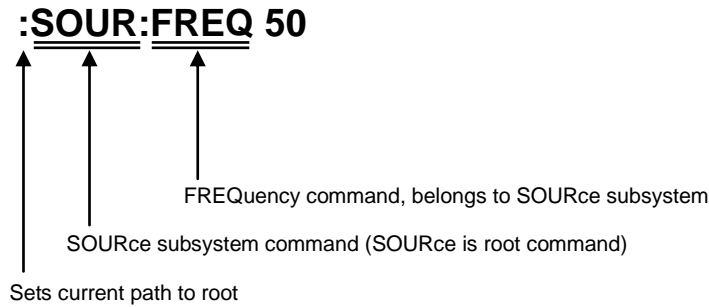 :SOUR:FREQ 50
FREQuency command, belongs to SOURce subsystem
SOURce subsystem command (SOURce is root command)
Sets current path to root